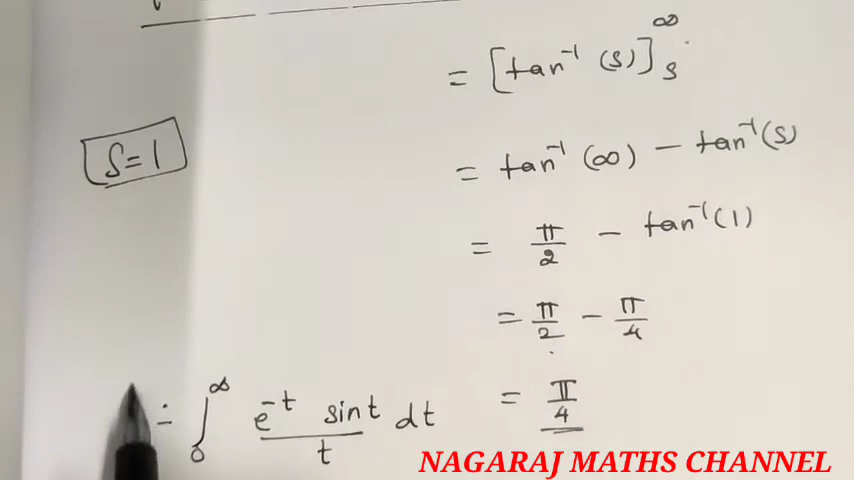 = [tan⁻¹ (s)]ₛ^∞
S=1
= tan⁻¹ (∞) − tan⁻¹(s)
= π/2 − tan⁻¹(1)
= π/2 − π/4
= π/4
∴ ∫₀^∞ e^−t sint / t dt
NAGARAJ MATHS CHANNEL